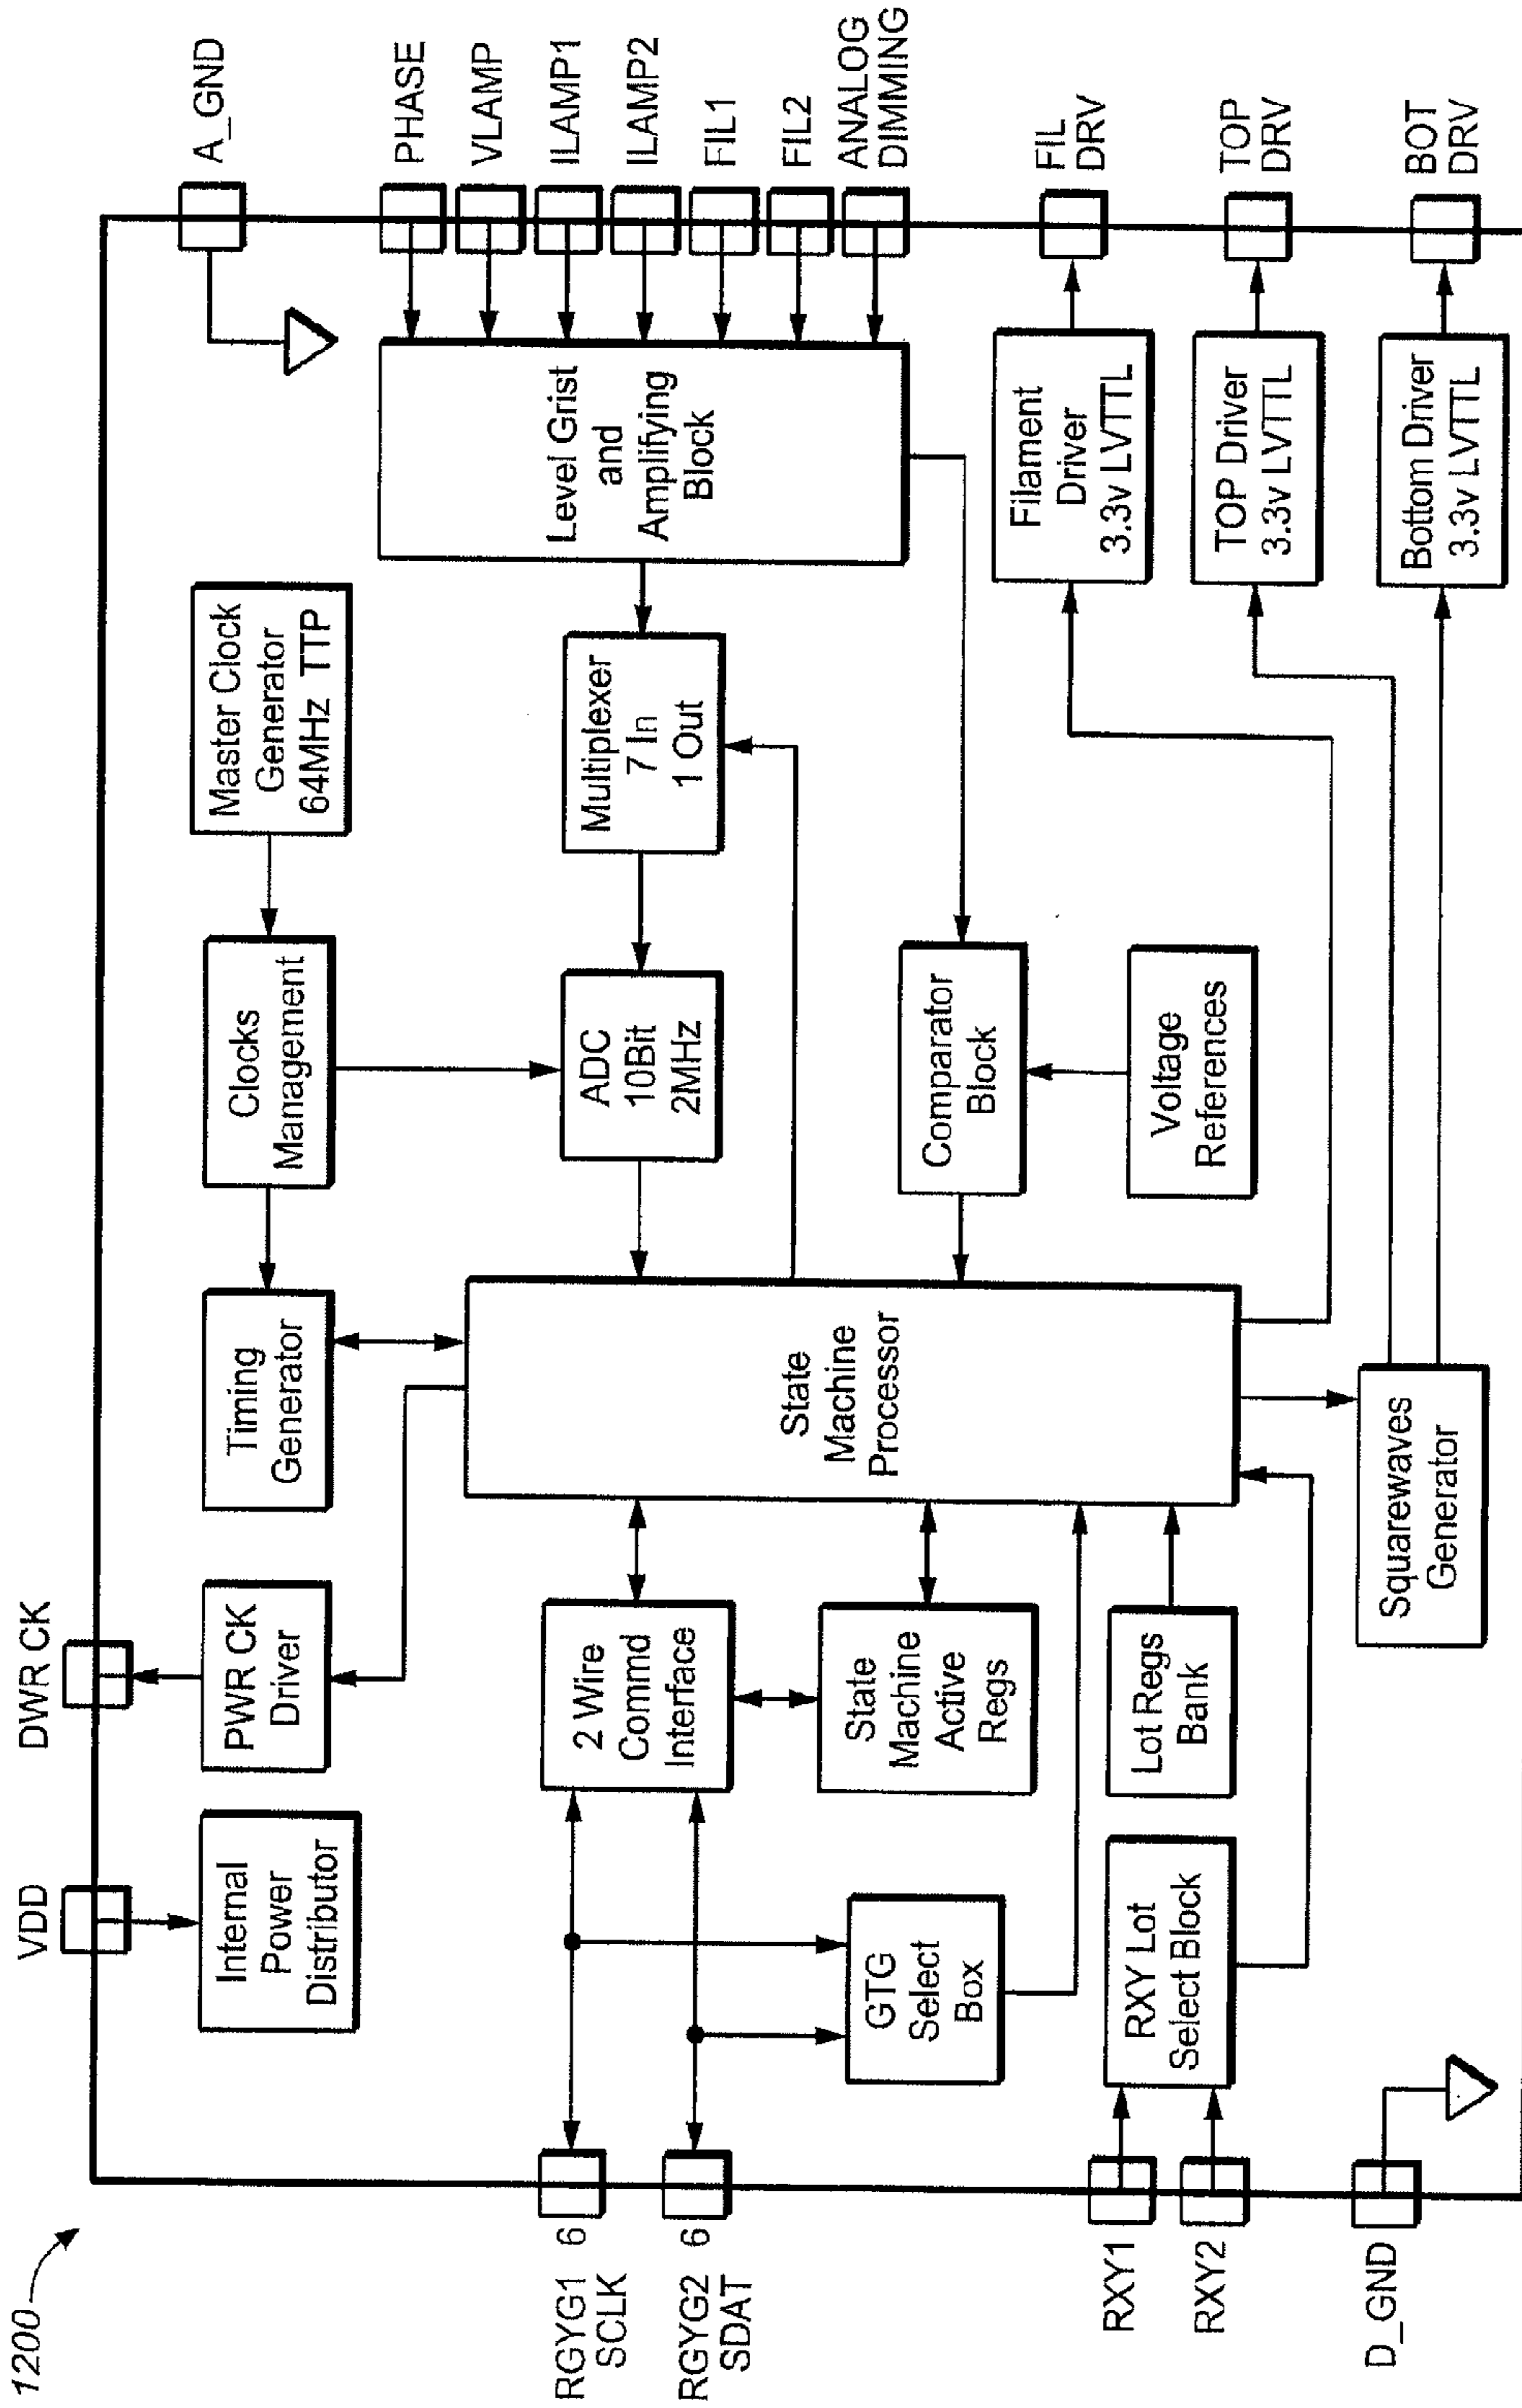 1200
VDD
DWR CK
A_GND
Internal
Power
Distributor
PWR CK
Driver
Timing
Generator
Clocks
Management
Master Clock
Generator
64MHz TTP
PHASE
VLAMP
ILAMP1
ILAMP2
FIL1
FIL2
ANALOG
DIMMING
RGYG1 6
SCLK
RGYG2 6
SDAT
2 Wire
Commd
Interface
State
Machine
Processor
ADC
10Bit
2MHz
Multiplexer
7 In
1 Out
Level Grist
and
Amplifying
Block
State
Machine
Active
Regs
GTG
Select
Box
Comparator
Block
Filament
Driver
3.3v LVTTL
FIL
DRV
RXY1
RXY2
RXY Lot
Select Block
Lot Regs
Bank
Voltage
References
TOP Driver
3.3v LVTTL
TOP
DRV
D_GND
Squarewaves
Generator
Bottom Driver
3.3v LVTTL
BOT
DRV